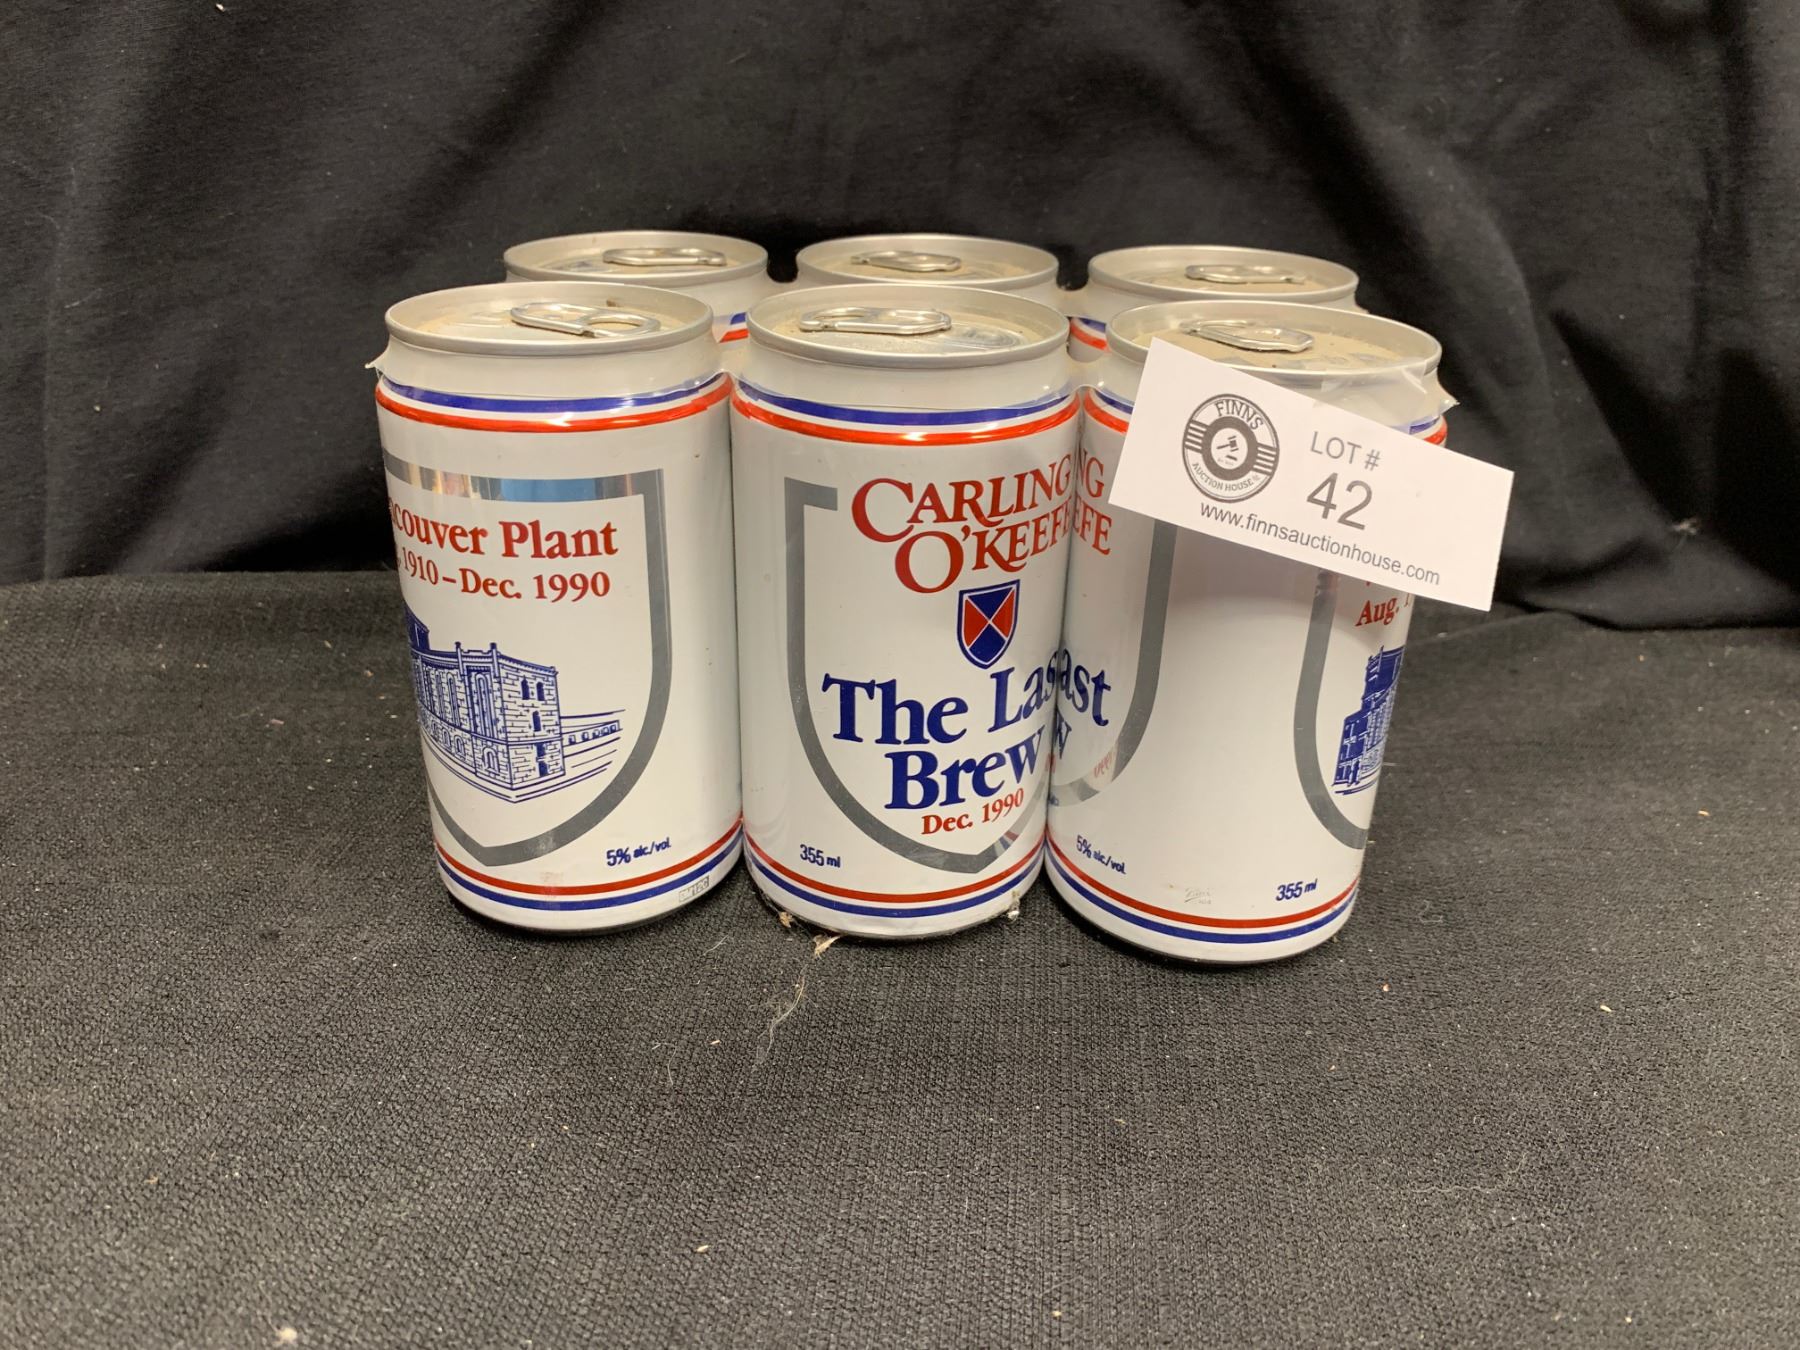 couver Plant
1910–Dec. 1990
5% alc./vol.
CARLING
O'KEEFE
The Last
Brew
Dec. 1990
355 ml
NG
EFE
ast
5% alc./vol.
355 ml
Aug.
FINNS
AUCTION HOUSE
LOT #
42
www.finnsauctionhouse.com